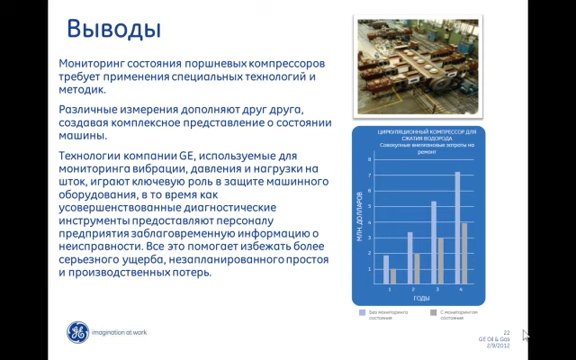 Выводы
Мониторинг состояния поршневых компрессоров
требует применения специальных технологий и
методик.
Различные измерения дополняют друг друга,
создавая комплексное представление о состоянии
машины.
Технологии компании GE, используемые для
мониторинга вибрации, давления и нагрузки на
шток, играют ключевую роль в защите машинного
оборудования, в то время как
усовершенствованные диагностические
инструменты предоставляют персоналу
предприятия заблаговременную информацию о
неисправности. Все это помогает избежать более
серьезного ущерба, незапланированного простоя
и производственных потерь.
ЦИРКУЛЯЦИОННЫЙ КОМПРЕССОР ДЛЯ
СЖАТИЯ ВОДОРОДА
Совокупные внеплановые затраты на
ремонт
МЛН. ДОЛЛАРОВ
8
7
6
5
4
3
2
1
1 2 3 4
ГОДЫ
Без мониторинга
состояния
С мониторингом
состояния
GE imagination at work
22
GE Oil & Gas
2/9/2012